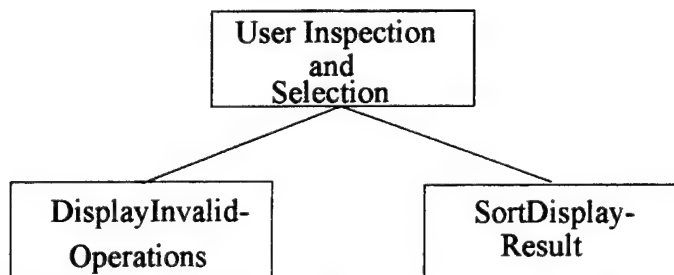 User Inspection
and
Selection
DisplayInvalid-
Operations
SortDisplay-
Result